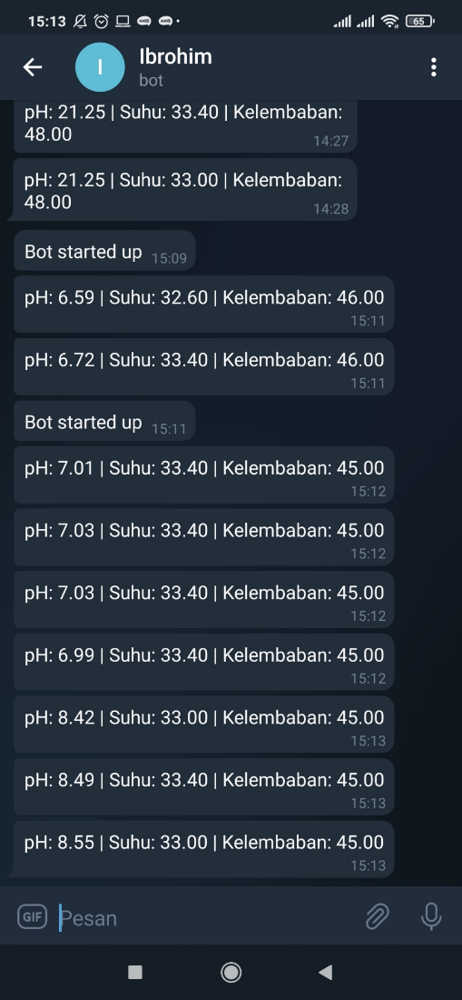 15:13
65
I
Ibrohim
bot
pH: 21.25 | Suhu: 33.40 | Kelembaban:
48.00
14:27
pH: 21.25 | Suhu: 33.00 | Kelembaban:
48.00
14:28
Bot started up 15:09
pH: 6.59 | Suhu: 32.60 | Kelembaban: 46.00
15:11
pH: 6.72 | Suhu: 33.40 | Kelembaban: 46.00
15:11
Bot started up 15:11
pH: 7.01 | Suhu: 33.40 | Kelembaban: 45.00
15:12
pH: 7.03 | Suhu: 33.40 | Kelembaban: 45.00
15:12
pH: 7.03 | Suhu: 33.40 | Kelembaban: 45.00
15:12
pH: 6.99 | Suhu: 33.40 | Kelembaban: 45.00
15:12
pH: 8.42 | Suhu: 33.00 | Kelembaban: 45.00
15:13
pH: 8.49 | Suhu: 33.40 | Kelembaban: 45.00
15:13
pH: 8.55 | Suhu: 33.00 | Kelembaban: 45.00
15:13
GIF Pesan